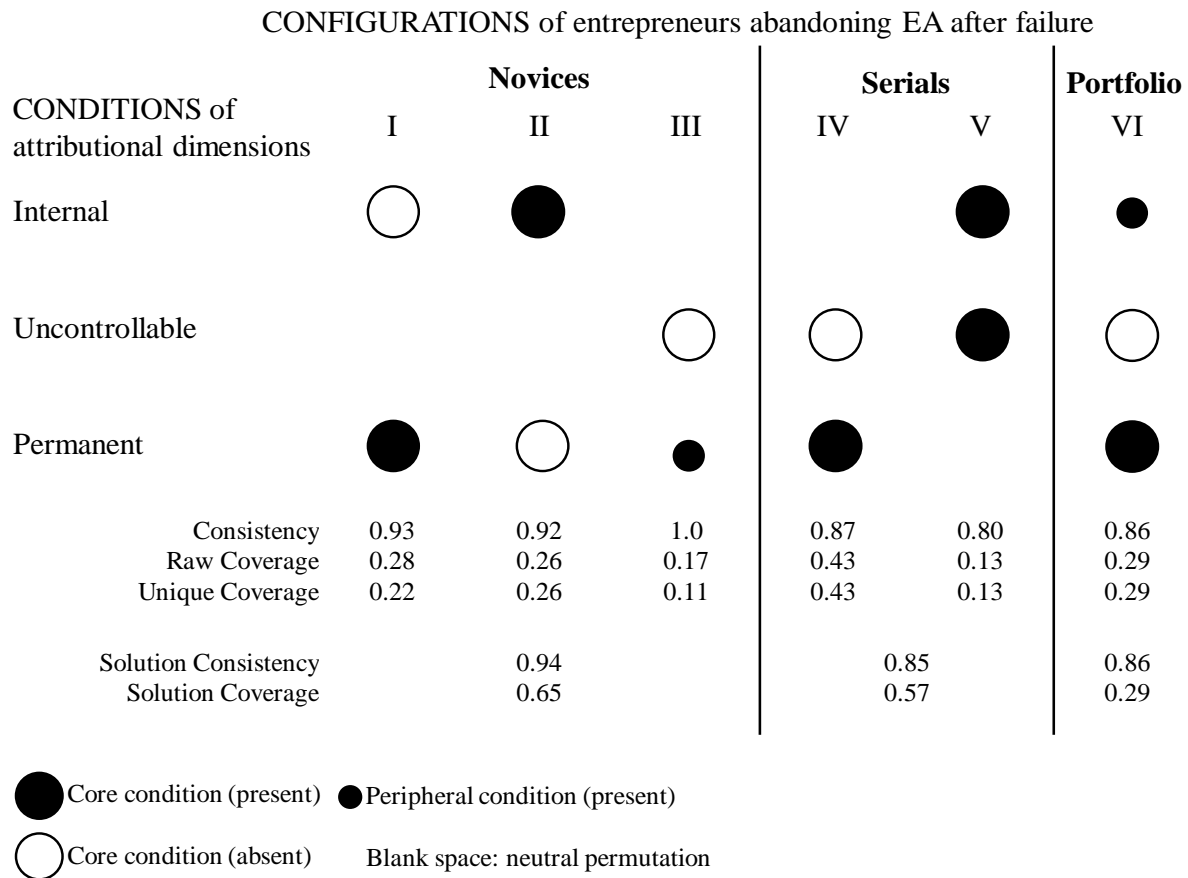 CONFIGURATIONS of entrepreneurs abandoning EA after failure
Novices Serials Portfolio
CONDITIONS of
attributional dimensions I II III IV V VI
Internal
Uncontrollable
Permanent
Consistency 0.93 0.92 1.0 0.87 0.80 0.86
Raw Coverage 0.28 0.26 0.17 0.43 0.13 0.29
Unique Coverage 0.22 0.26 0.11 0.43 0.13 0.29
Solution Consistency 0.94 0.85 0.86
Solution Coverage 0.65 0.57 0.29
Core condition (present) Peripheral condition (present)
Core condition (absent) Blank space: neutral permutation